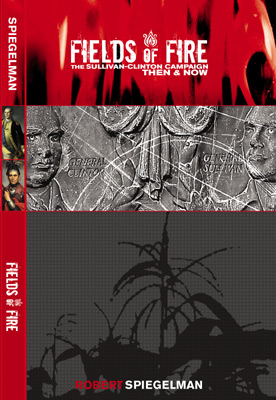 SPIEGELMAN
FIELDS OF FIRE
FIELDS OF FIRE
THE SULLIVAN-CLINTON CAMPAIGN
THEN & NOW
GENERAL
CLINTON
GENERAL
SULLIVAN
ROBERT SPIEGELMAN